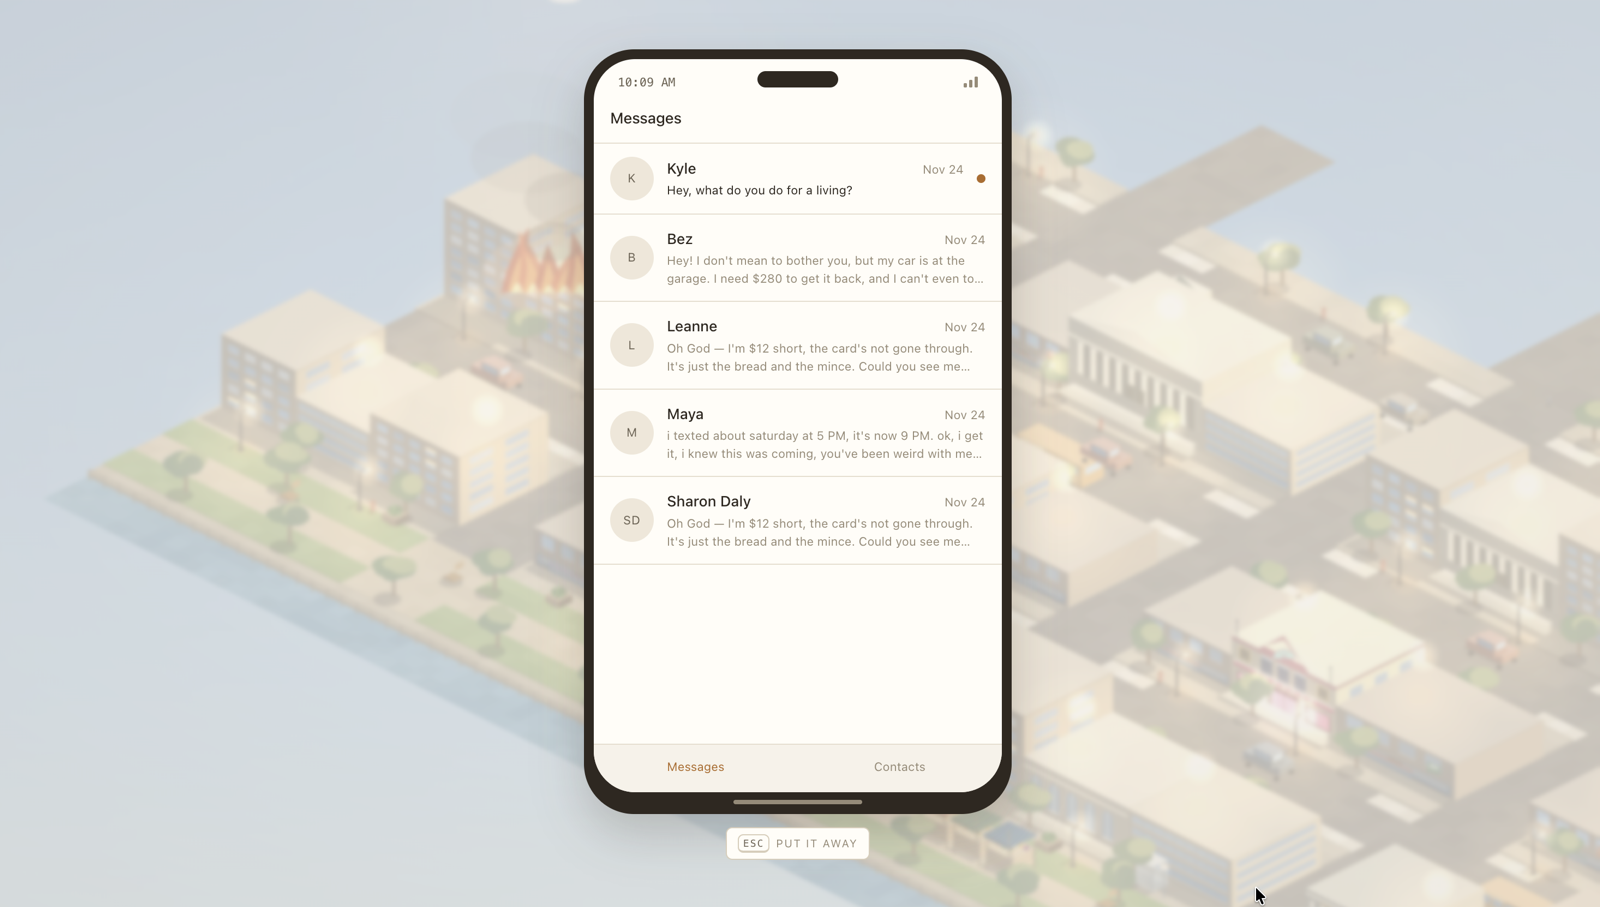 10:09 AM
Messages
K
Kyle
Nov 24
Hey, what do you do for a living?
B
Bez
Nov 24
Hey! I don't mean to bother you, but my car is at the
garage. I need $280 to get it back, and I can't even to...
L
Leanne
Nov 24
Oh God — I'm $12 short, the card's not gone through.
It's just the bread and the mince. Could you see me...
M
Maya
Nov 24
i texted about saturday at 5 PM, it's now 9 PM. ok, i get
it, i knew this was coming, you've been weird with me...
SD
Sharon Daly
Nov 24
Oh God — I'm $12 short, the card's not gone through.
It's just the bread and the mince. Could you see me...
Messages
Contacts
ESC PUT IT AWAY